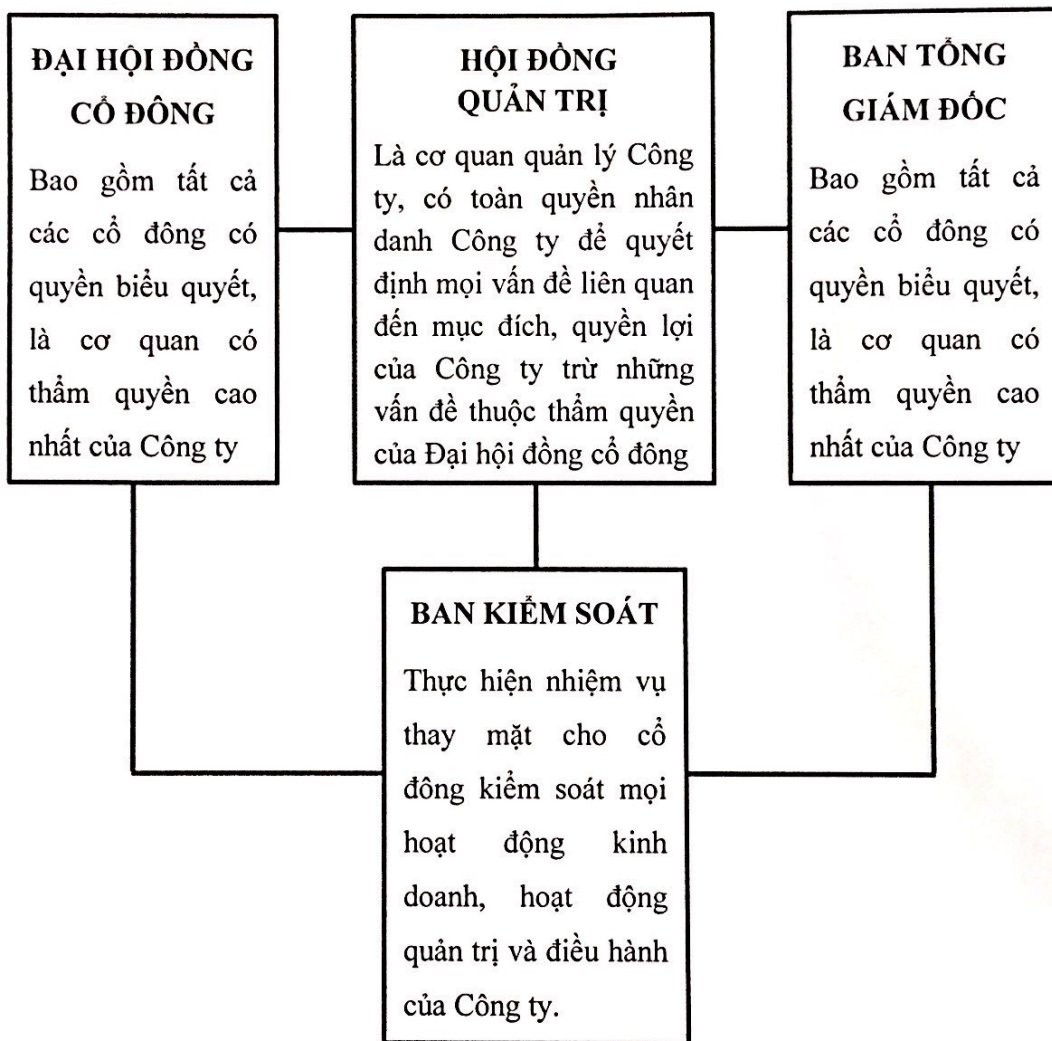 ĐẠI HỘI ĐỒNG
CỔ ĐÔNG
Bao gồm tất cả
các cổ đông có
quyền biểu quyết,
là cơ quan có
thẩm quyền cao
nhất của Công ty
HỘI ĐỒNG
QUẢN TRỊ
Là cơ quan quản lý Công
ty, có toàn quyền nhân
danh Công ty để quyết
định mọi vấn đề liên quan
đến mục đích, quyền lợi
của Công ty trừ những
vấn đề thuộc thẩm quyền
của Đại hội đồng cổ đông
BAN TỔNG
GIÁM ĐỐC
Bao gồm tất cả
các cổ đông có
quyền biểu quyết,
là cơ quan có
thẩm quyền cao
nhất của Công ty
BAN KIỂM SOÁT
Thực hiện nhiệm vụ
thay mặt cho cổ
đông kiểm soát mọi
hoạt động kinh
doanh, hoạt động
quản trị và điều hành
của Công ty.